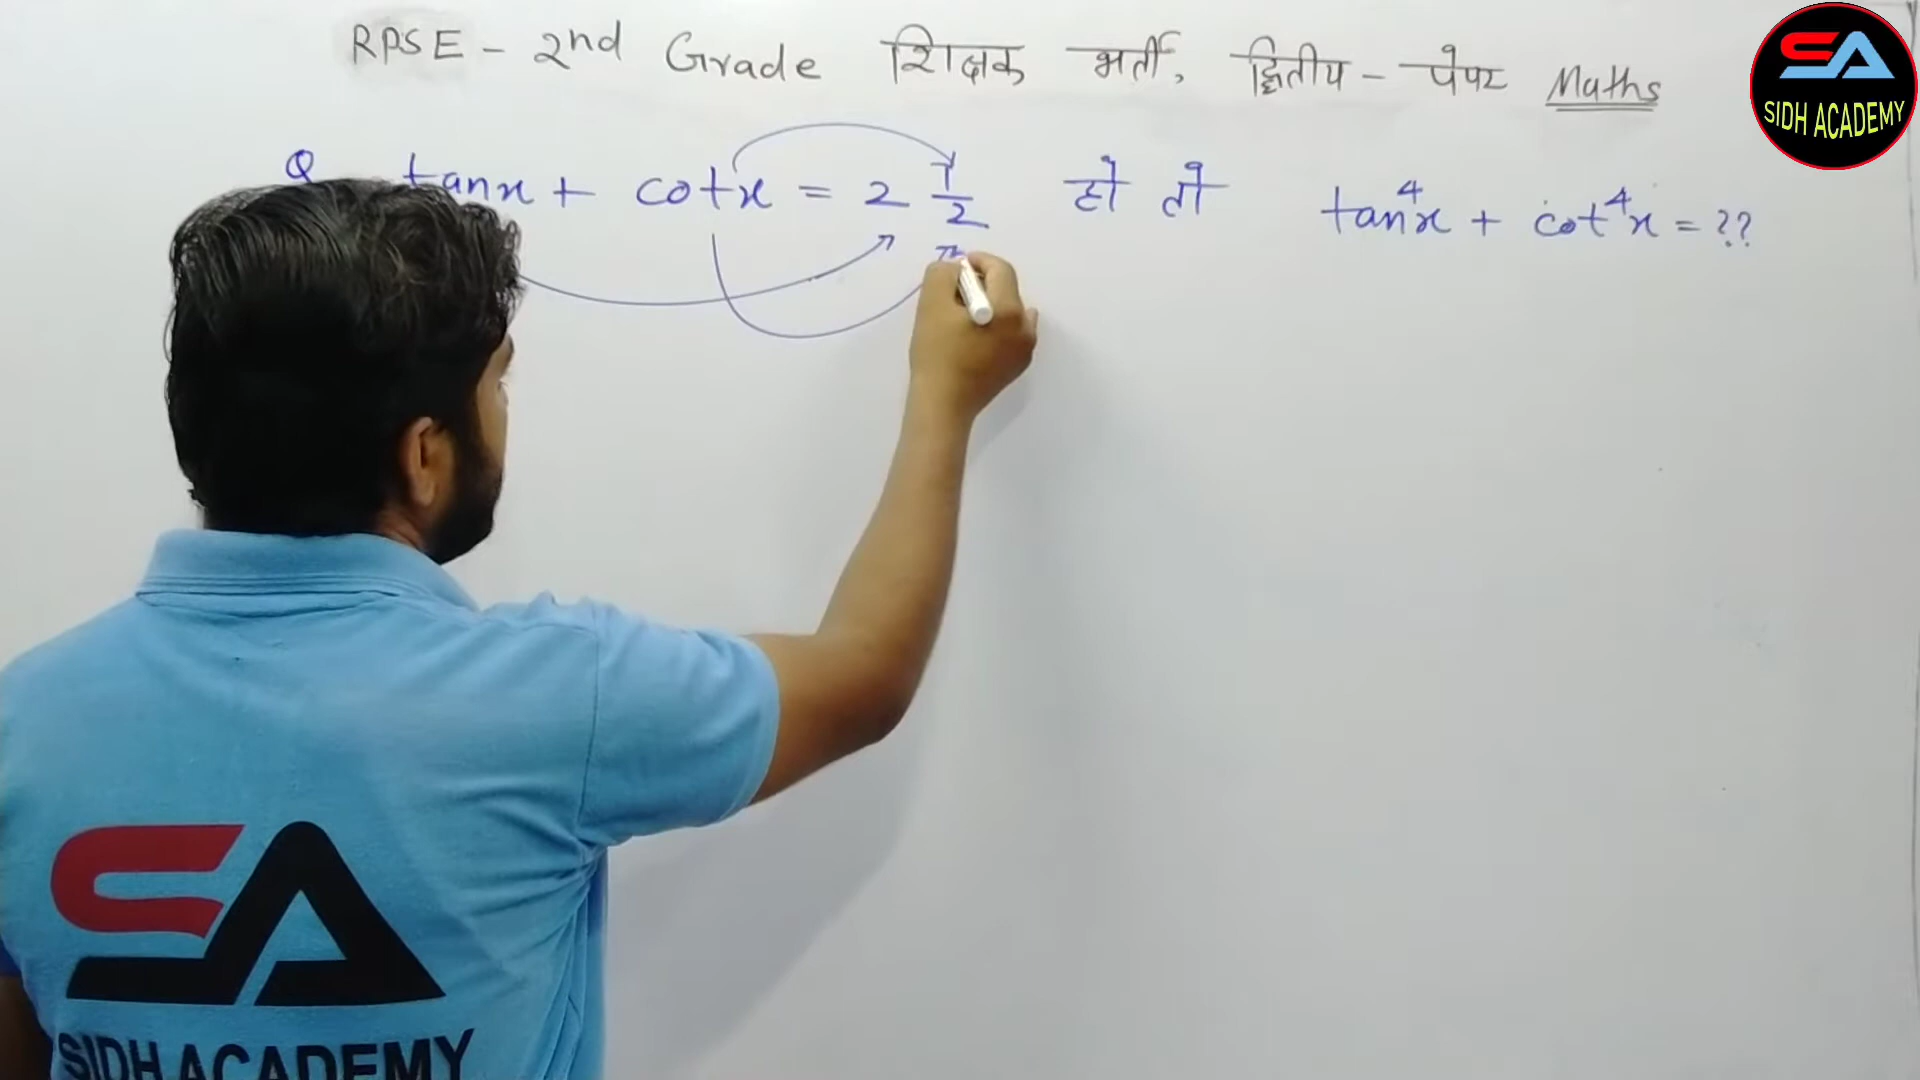 RPSE - 2nd Grade शिक्षक भर्ती, द्वितीय - पेपर Maths
SIDH ACADEMY
Q tanx + cotx = 2 1/2 हो तो tan⁴x + cot⁴x = ??
SIDH ACADEMY